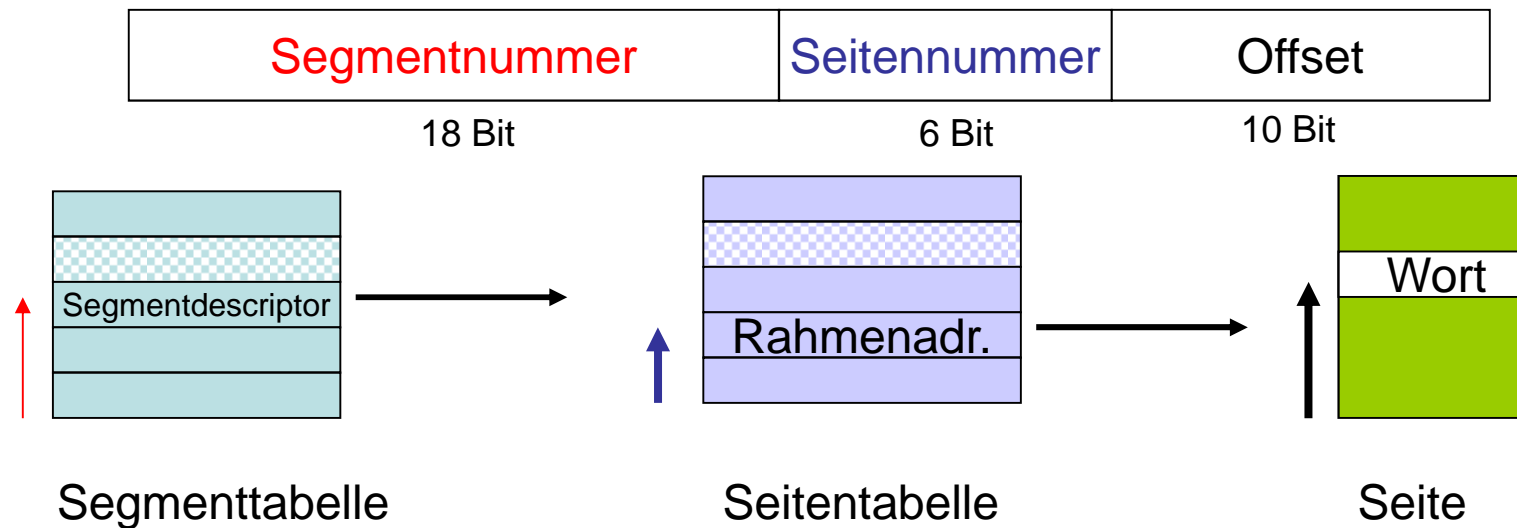 Segmentnummer Seitennummer Offset
18 Bit 6 Bit 10 Bit
Segmentdescriptor
Rahmenadr.
Wort
Segmenttabelle Seitentabelle Seite